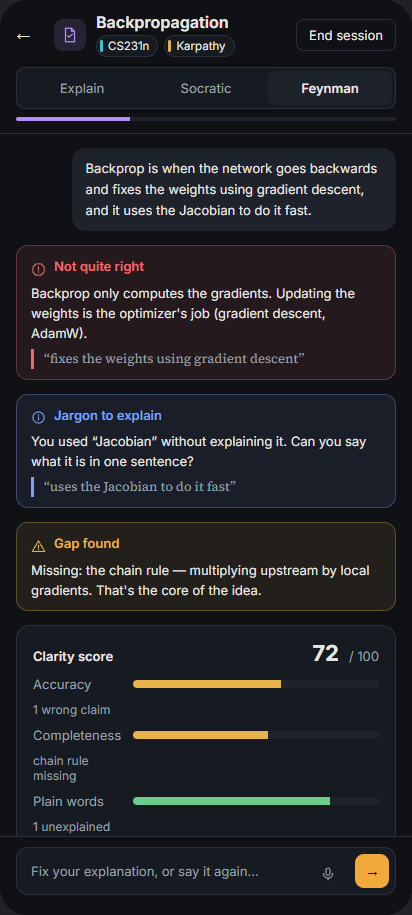 ←
Backpropagation
CS231n
Karpathy
End session
Explain
Socratic
Feynman
Backprop is when the network goes backwards
and fixes the weights using gradient descent,
and it uses the Jacobian to do it fast.
Not quite right
Backprop only computes the gradients. Updating the
weights is the optimizer's job (gradient descent,
AdamW).
“fixes the weights using gradient descent”
Jargon to explain
You used “Jacobian” without explaining it. Can you say
what it is in one sentence?
“uses the Jacobian to do it fast”
Gap found
Missing: the chain rule — multiplying upstream by local
gradients. That's the core of the idea.
Clarity score
72 / 100
Accuracy
1 wrong claim
Completeness
chain rule
missing
Plain words
1 unexplained
Fix your explanation, or say it again...
→